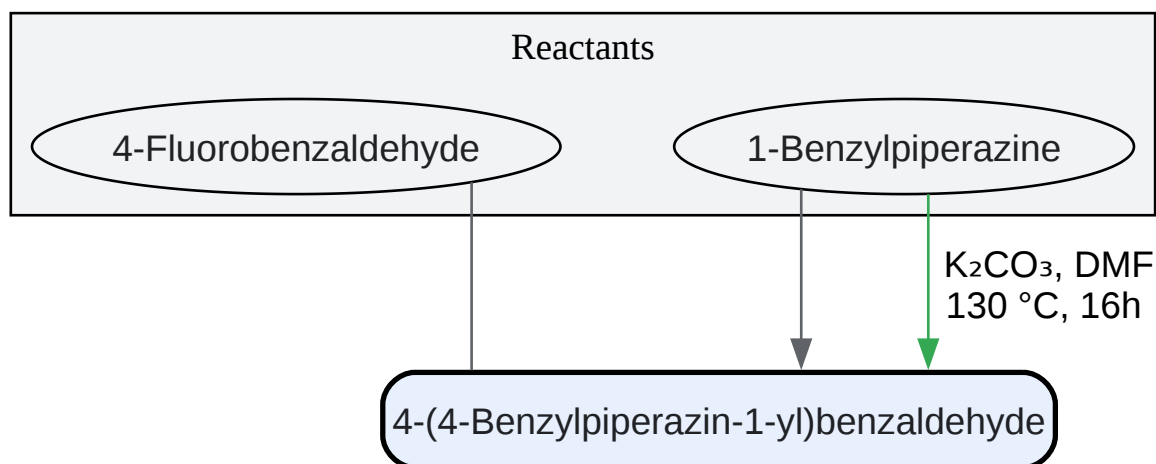 Reactants
4-Fluorobenzaldehyde
1-Benzylpiperazine
K₂CO₃, DMF
130 °C, 16h
4-(4-Benzylpiperazin-1-yl)benzaldehyde